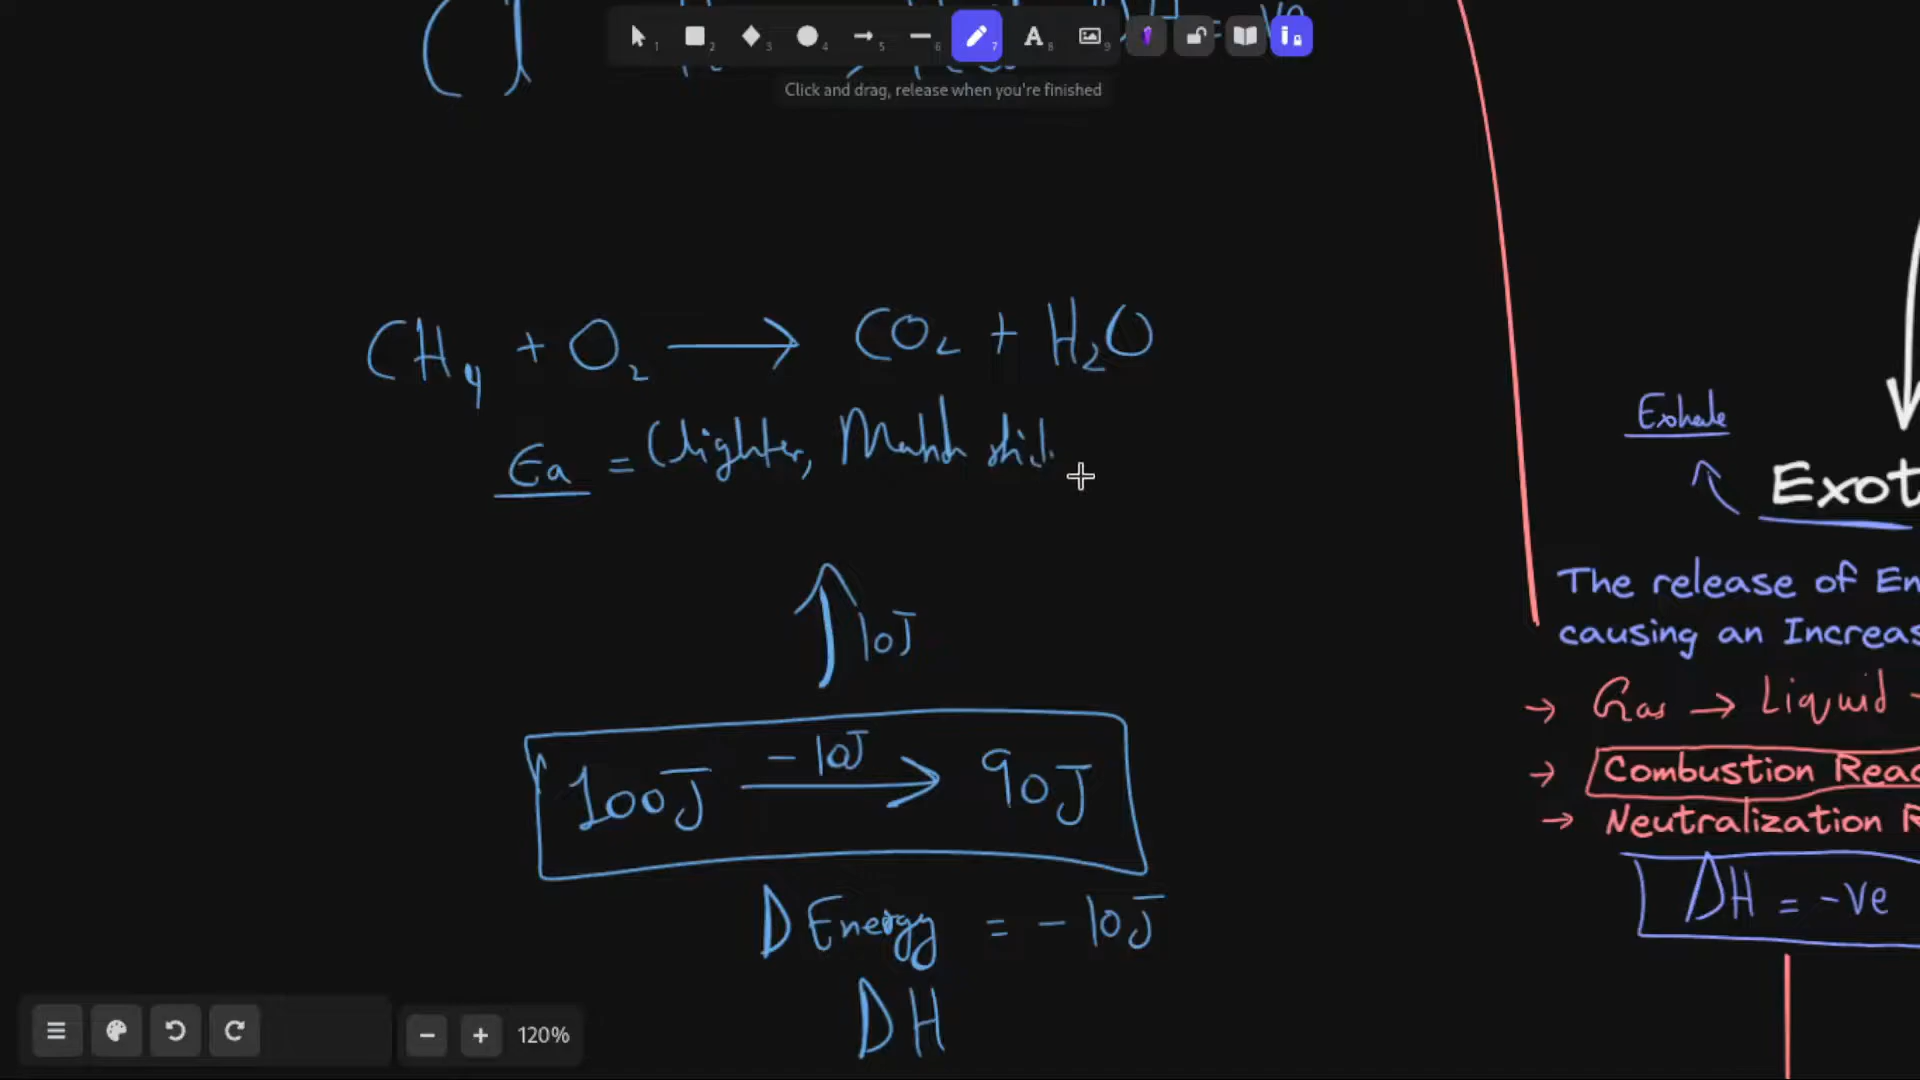 Click and drag, release when you're finished
CH4 + O2 → CO2 + H2O
Ea = (lighter, Match sti
↑ 10J
100J - 10J → 90J
D Energy = - 10J
DH
Exhale
Exot
The release of En
causing an Increas
→ Gas → Liquid
→ Combustion Reac
→ Neutralization R
ΔH = -ve
120%